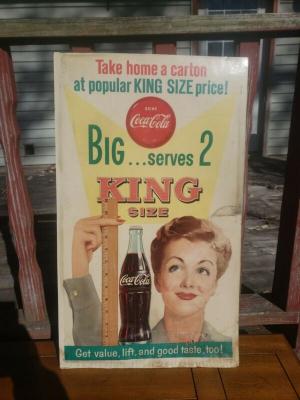 Take home a carton
at popular KING SIZE price!
DRINK
Coca-Cola
BIG...serves 2
KING
SIZE
Coca-Cola
Get value, lift, and good taste, too!